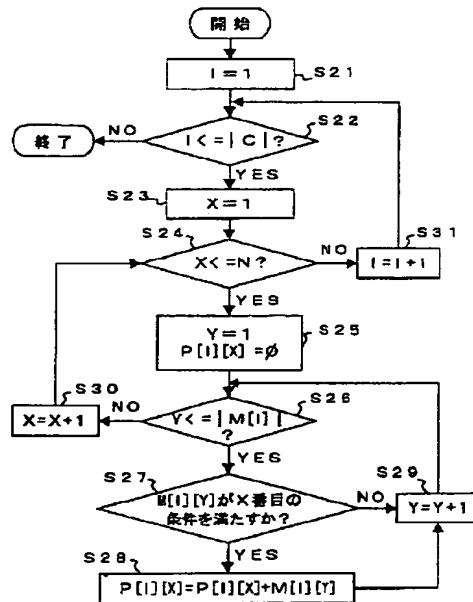 開始
I=1
S21
I<=|C|?
S22
NO
終了
YES
S23
X=1
S24
X<=N?
NO
S31
I=I+1
YES
Y=1
P[I][X]=∅
S25
S30
X=X+1
NO
Y<=|M[I]|
?
S26
YES
S27
M[I][Y]がX番目の
条件を満たすか?
NO
S29
Y=Y+1
YES
S28
P[I][X]=P[I][X]+M[I][Y]